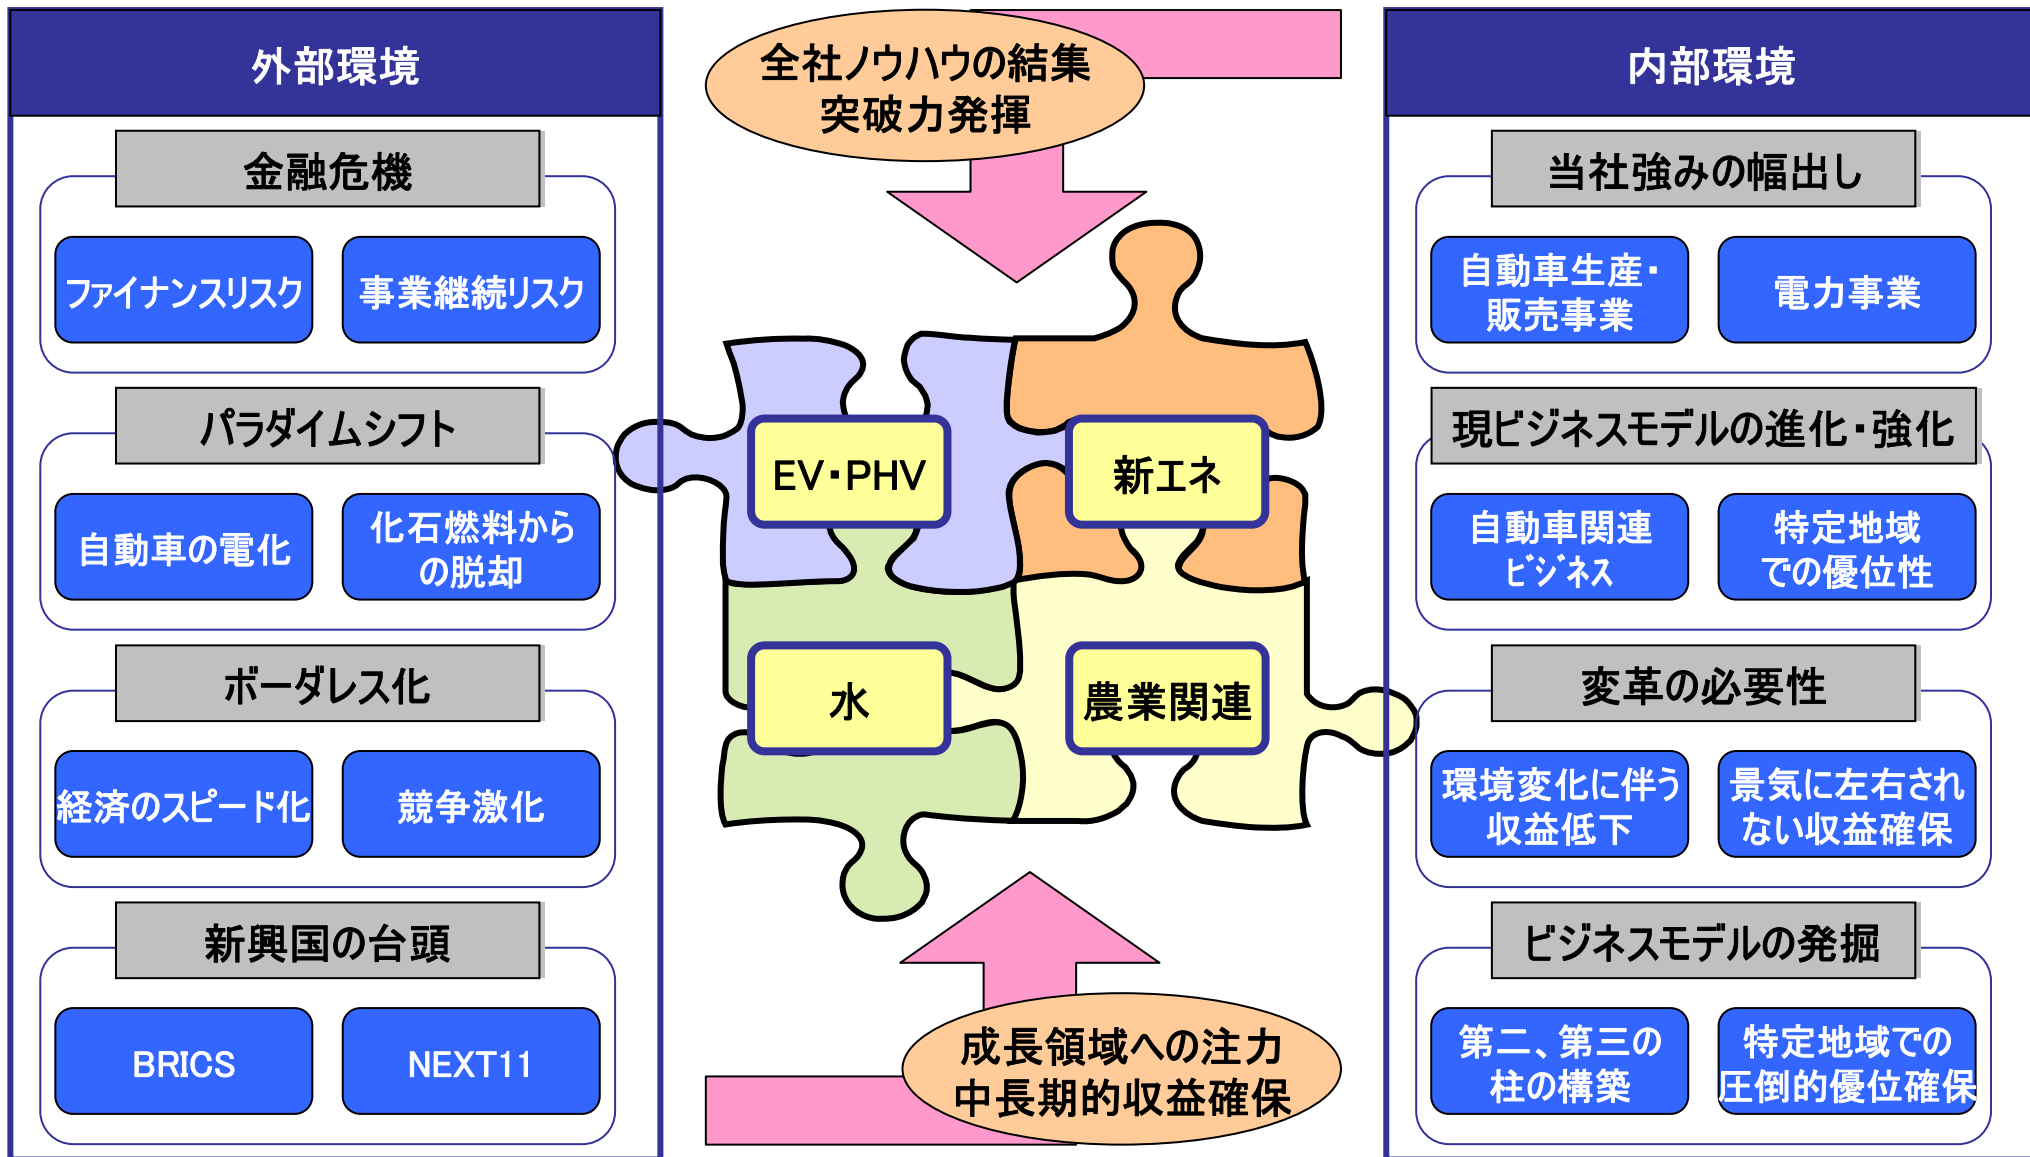 外部環境
金融危機
ファイナンスリスク
事業継続リスク
パラダイムシフト
自動車の電化
化石燃料から
の脱却
ボーダレス化
経済のスピード化
競争激化
新興国の台頭
BRICS
NEXT11
全社ノウハウの結集
突破力発揮
EV・PHV
新エネ
水
農業関連
成長領域への注力
中長期的収益確保
内部環境
当社強みの幅出し
自動車生産・
販売事業
電力事業
現ビジネスモデルの進化・強化
自動車関連
ﾋﾞｼﾞﾈｽ
特定地域
での優位性
変革の必要性
環境変化に伴う
収益低下
景気に左右され
ない収益確保
ビジネスモデルの発掘
第二、第三の
柱の構築
特定地域での
圧倒的優位確保